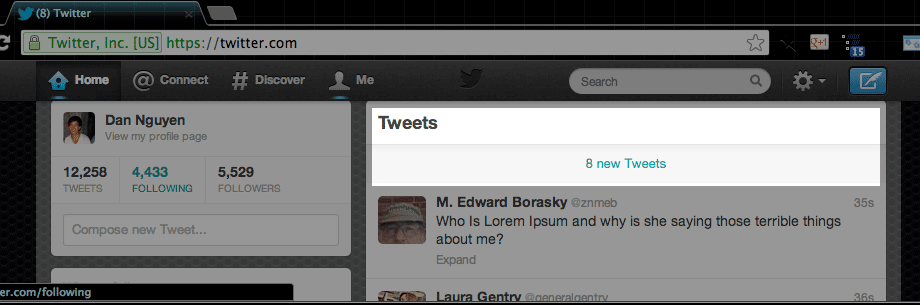 (8) Twitter
Twitter, Inc. [US] https://twitter.com
g+1
15
Home
Connect
Discover
Me
Search
Dan Nguyen
View my profile page
12,258 4,433 5,529
TWEETS FOLLOWING FOLLOWERS
Compose new Tweet...
Tweets
8 new Tweets
M. Edward Borasky @znmeb 35s
Who Is Lorem Ipsum and why is she saying those terrible things
about me?
Expand
Laura Gentry @generalgentry 36s
ter.com/following